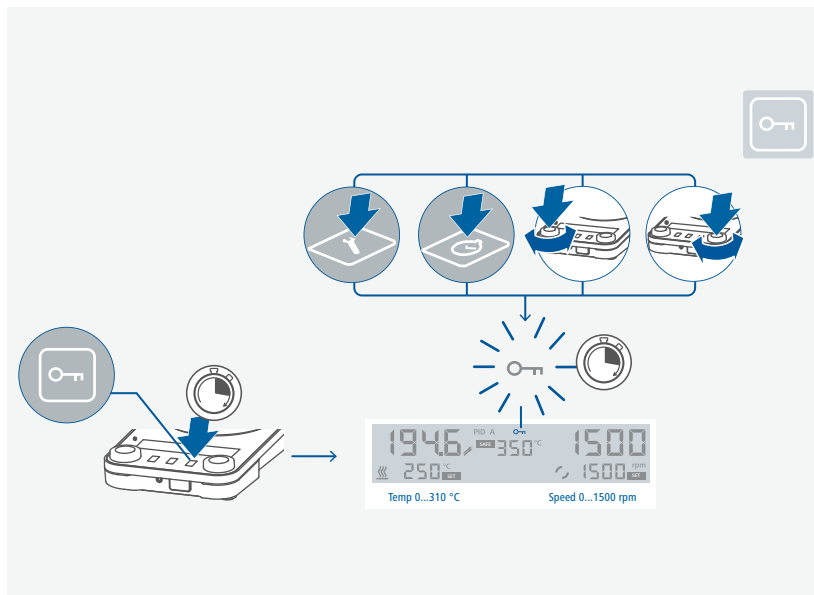 194.6 PID A SAFE 350 °C 1500
250 °C SET 1500 rpm SET
Temp 0...310 °C Speed 0...1500 rpm